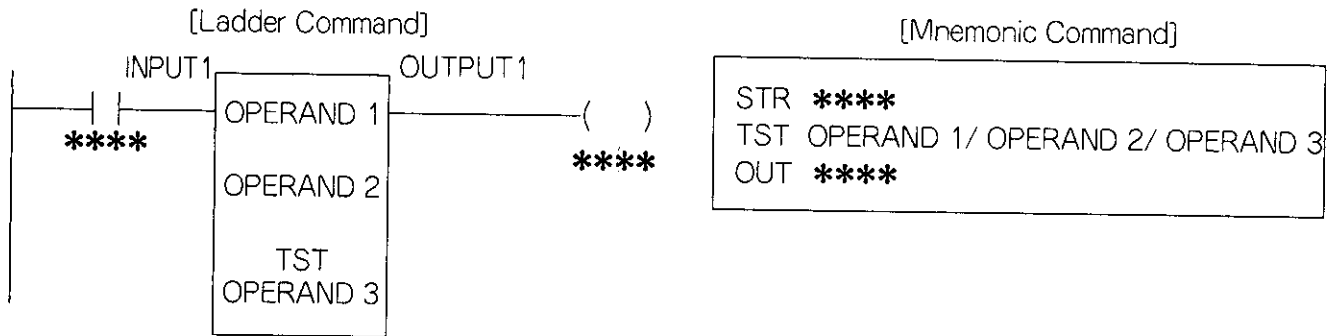 [Ladder Command]
INPUT1
OUTPUT1
OPERAND 1
( )
****
****
OPERAND 2
TST
OPERAND 3
[Mnemonic Command]
STR ****
TST OPERAND 1/ OPERAND 2/ OPERAND 3
OUT ****